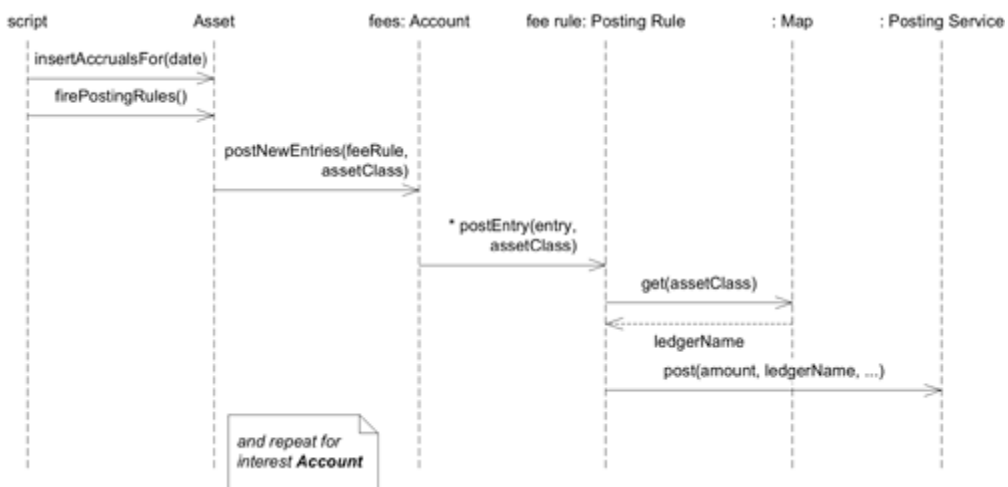 script Asset fees: Account fee rule: Posting Rule : Map : Posting Service
insertAccrualsFor(date)
firePostingRules()
postNewEntries(feeRule,
assetClass)
* postEntry(entry,
assetClass)
get(assetClass)
ledgerName
post(amount, ledgerName, ...)
and repeat for
interest Account